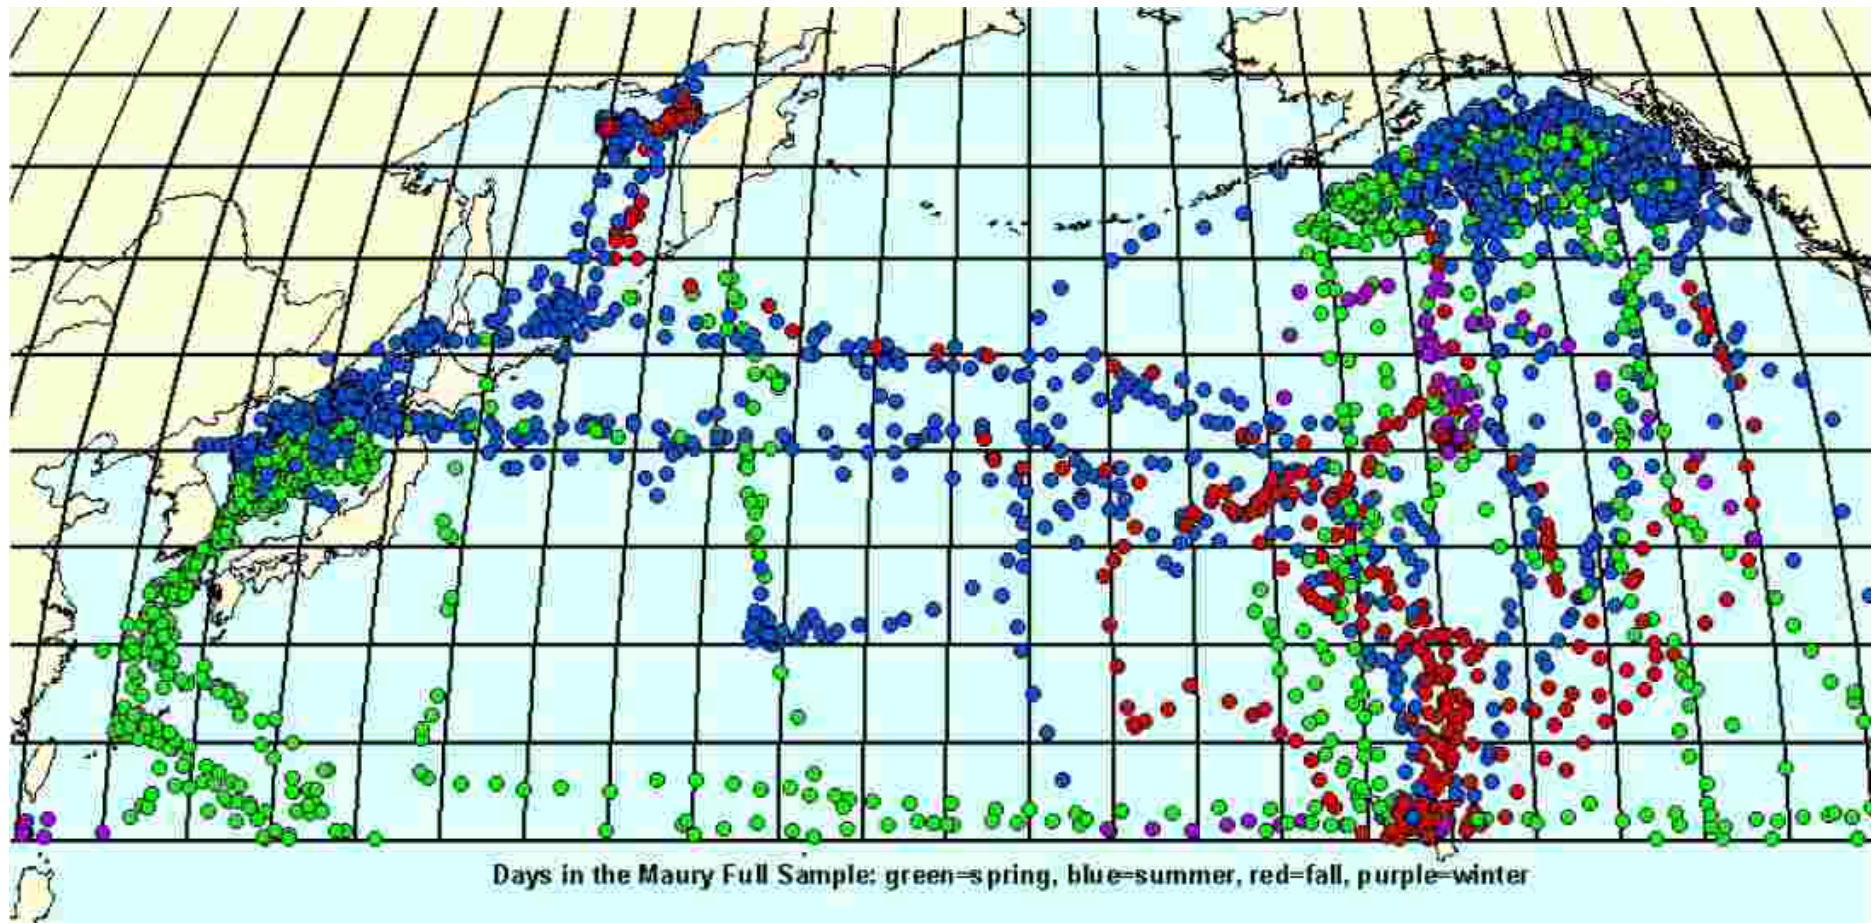 Days in the Maury Full Sample: green=spring, blue=summer, red=fall, purple=winter